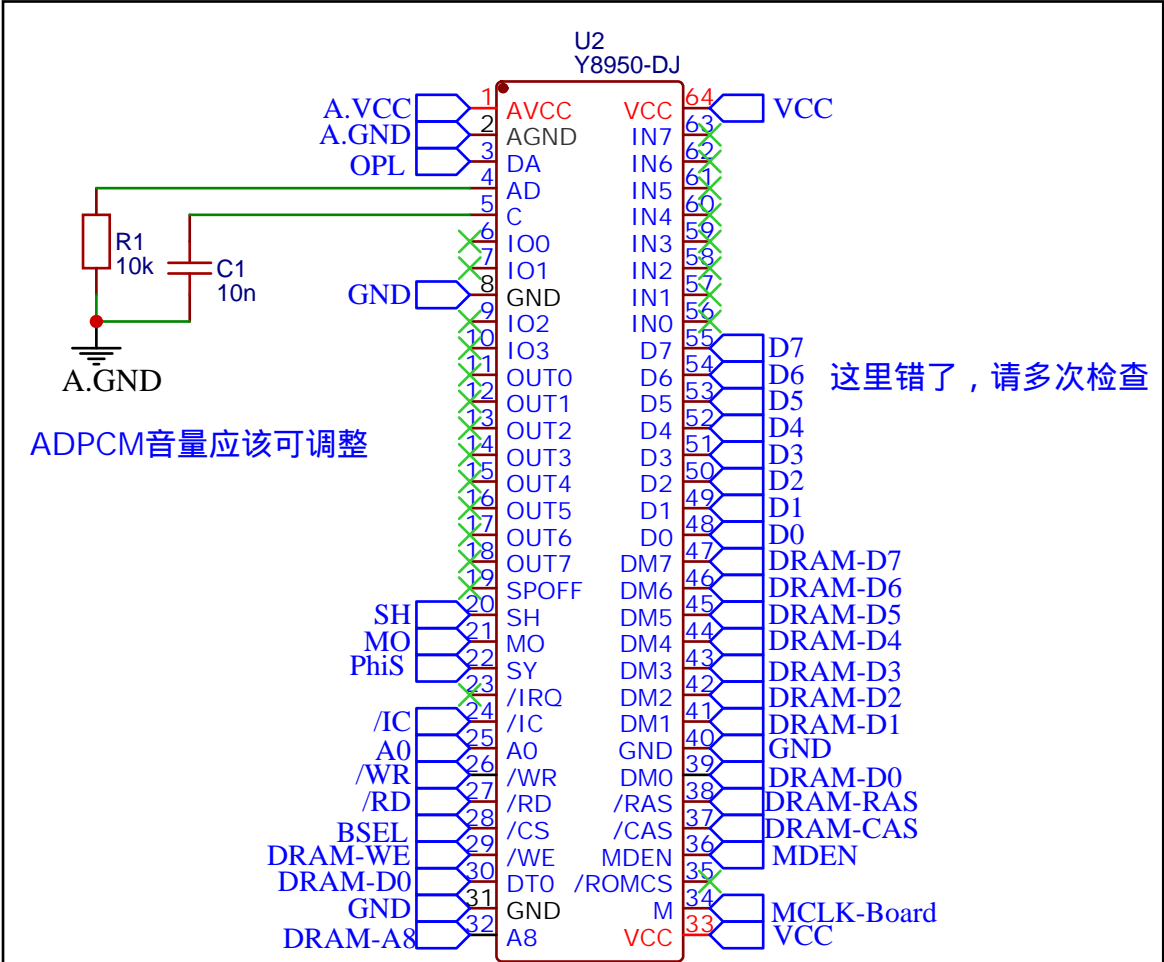 U2
Y8950-DJ
A.VCC 1 AVCC VCC 64 VCC
A.GND 2 AGND IN7 63
OPL 3 DA IN6 62
4 AD IN5 61
5 C IN4 60
6 IO0 IN3 59
R1
10k
C1
10n
7 IO1 IN2 58
GND 8 GND IN1 57
9 IO2 IN0 56
10 IO3 D7 55 D7
A.GND
11 OUT0 D6 54 D6
这里错了，请多次检查
12 OUT1 D5 53 D5
13 OUT2 D4 52 D4
ADPCM音量应该可调整
14 OUT3 D3 51 D3
15 OUT4 D2 50 D2
16 OUT5 D1 49 D1
17 OUT6 D0 48 D0
18 OUT7 DM7 47 DRAM-D7
19 SPOFF DM6 46 DRAM-D6
SH 20 SH DM5 45 DRAM-D5
MO 21 MO DM4 44 DRAM-D4
PhiS 22 SY DM3 43 DRAM-D3
23 /IRQ DM2 42 DRAM-D2
/IC 24 /IC DM1 41 DRAM-D1
A0 25 A0 GND 40 GND
/WR 26 /WR DM0 39 DRAM-D0
/RD 27 /RD /RAS 38 DRAM-RAS
BSEL 28 /CS /CAS 37 DRAM-CAS
DRAM-WE 29 /WE MDEN 36 MDEN
DRAM-D0 30 DT0 /ROMCS 35
GND 31 GND M 34 MCLK-Board
DRAM-A8 32 A8 VCC 33 VCC